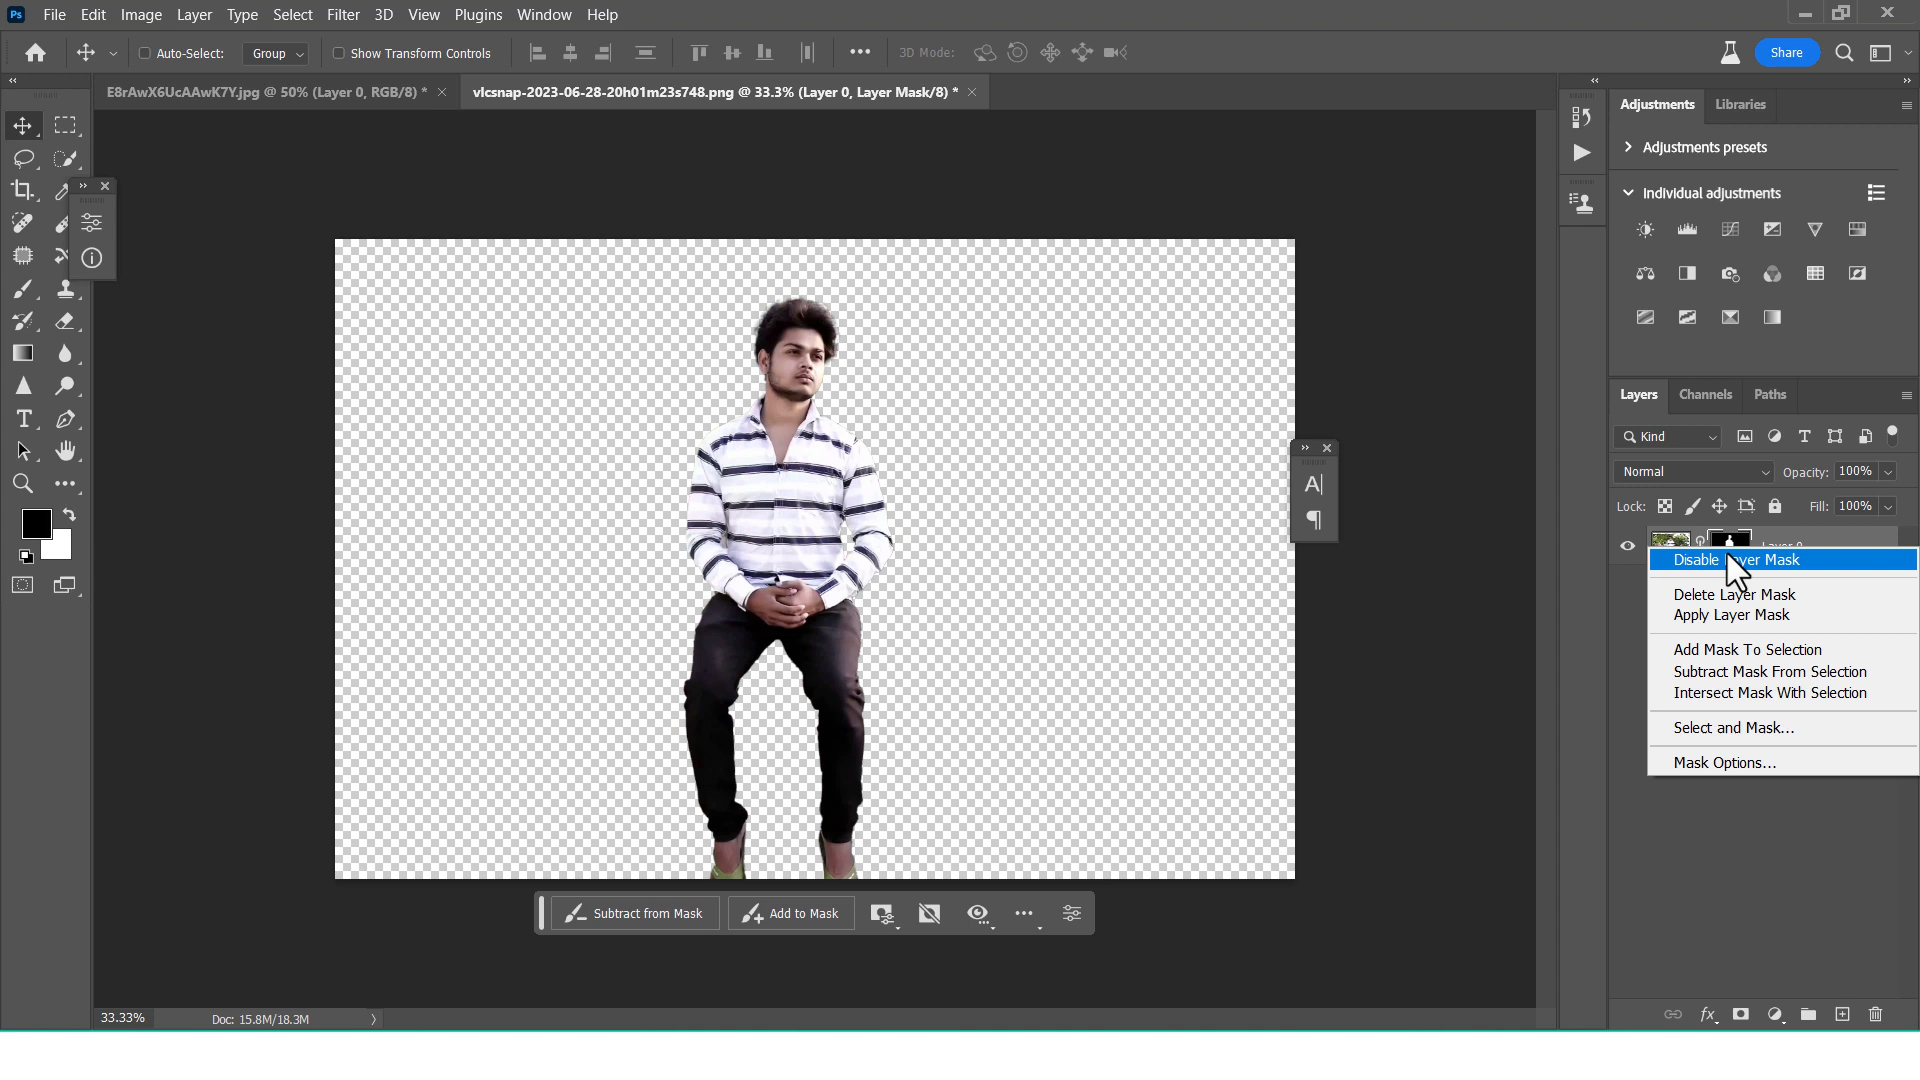 Ps File Edit Image Layer Type Select Filter 3D View Plugins Window Help
Auto-Select: Group Show Transform Controls 3D Mode: Share
E8rAwX6UcAAwK7Y.jpg @ 50% (Layer 0, RGB/8) * vlcsnap-2023-06-28-20h01m23s748.png @ 33.3% (Layer 0, Layer Mask/8) *
Adjustments Libraries
Adjustments presets
Individual adjustments
Layers Channels Paths
Kind
Normal Opacity: 100%
Lock: Fill: 100%
Layer 0
Disable Layer Mask
Delete Layer Mask
Apply Layer Mask
Add Mask To Selection
Subtract Mask From Selection
Intersect Mask With Selection
Select and Mask...
Mask Options...
Subtract from Mask Add to Mask
33.33% Doc: 15.8M/18.3M
fx